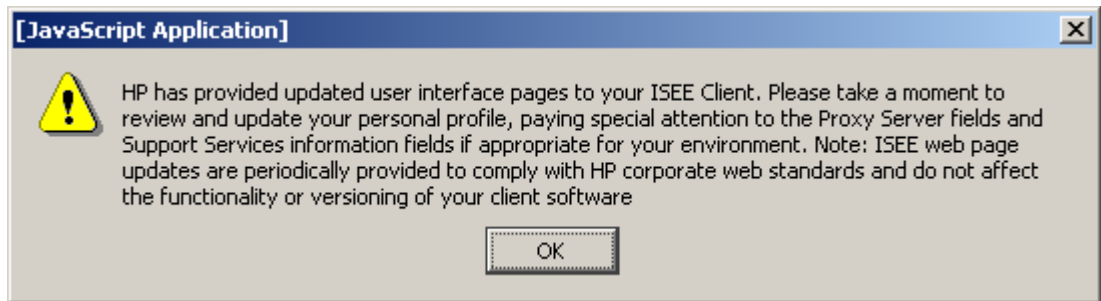 [JavaScript Application]
HP has provided updated user interface pages to your ISEE Client. Please take a moment to
review and update your personal profile, paying special attention to the Proxy Server fields and
Support Services information fields if appropriate for your environment. Note: ISEE web page
updates are periodically provided to comply with HP corporate web standards and do not affect
the functionality or versioning of your client software
OK